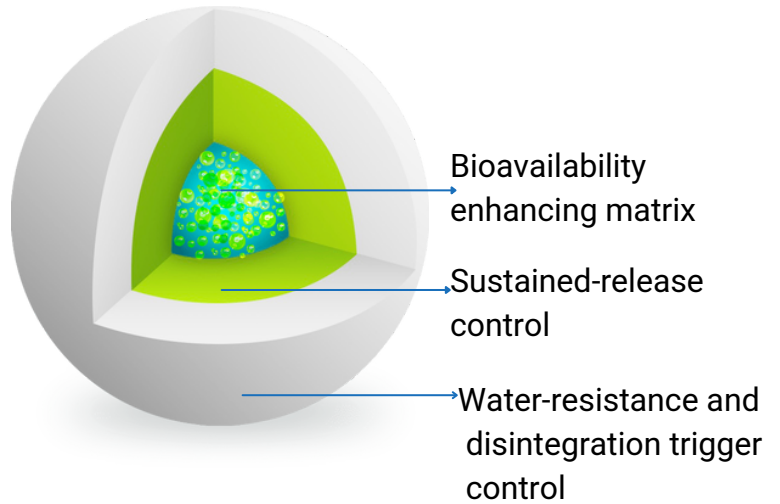 Bioavailability
enhancing matrix
Sustained-release
control
Water-resistance and
disintegration trigger
control